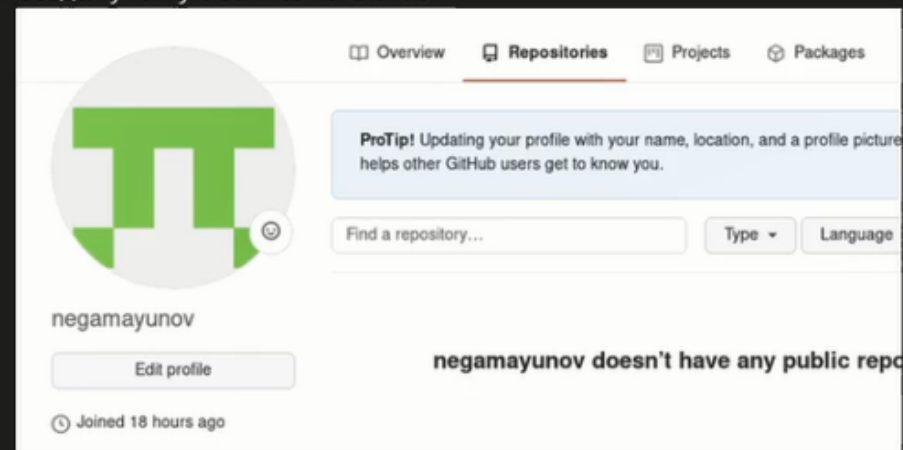 Overview Repositories Projects Packages
ProTip! Updating your profile with your name, location, and a profile picture
helps other GitHub users get to know you.
Find a repository... Type Language
negamayunov
Edit profile
negamayunov doesn't have any public repo
Joined 18 hours ago